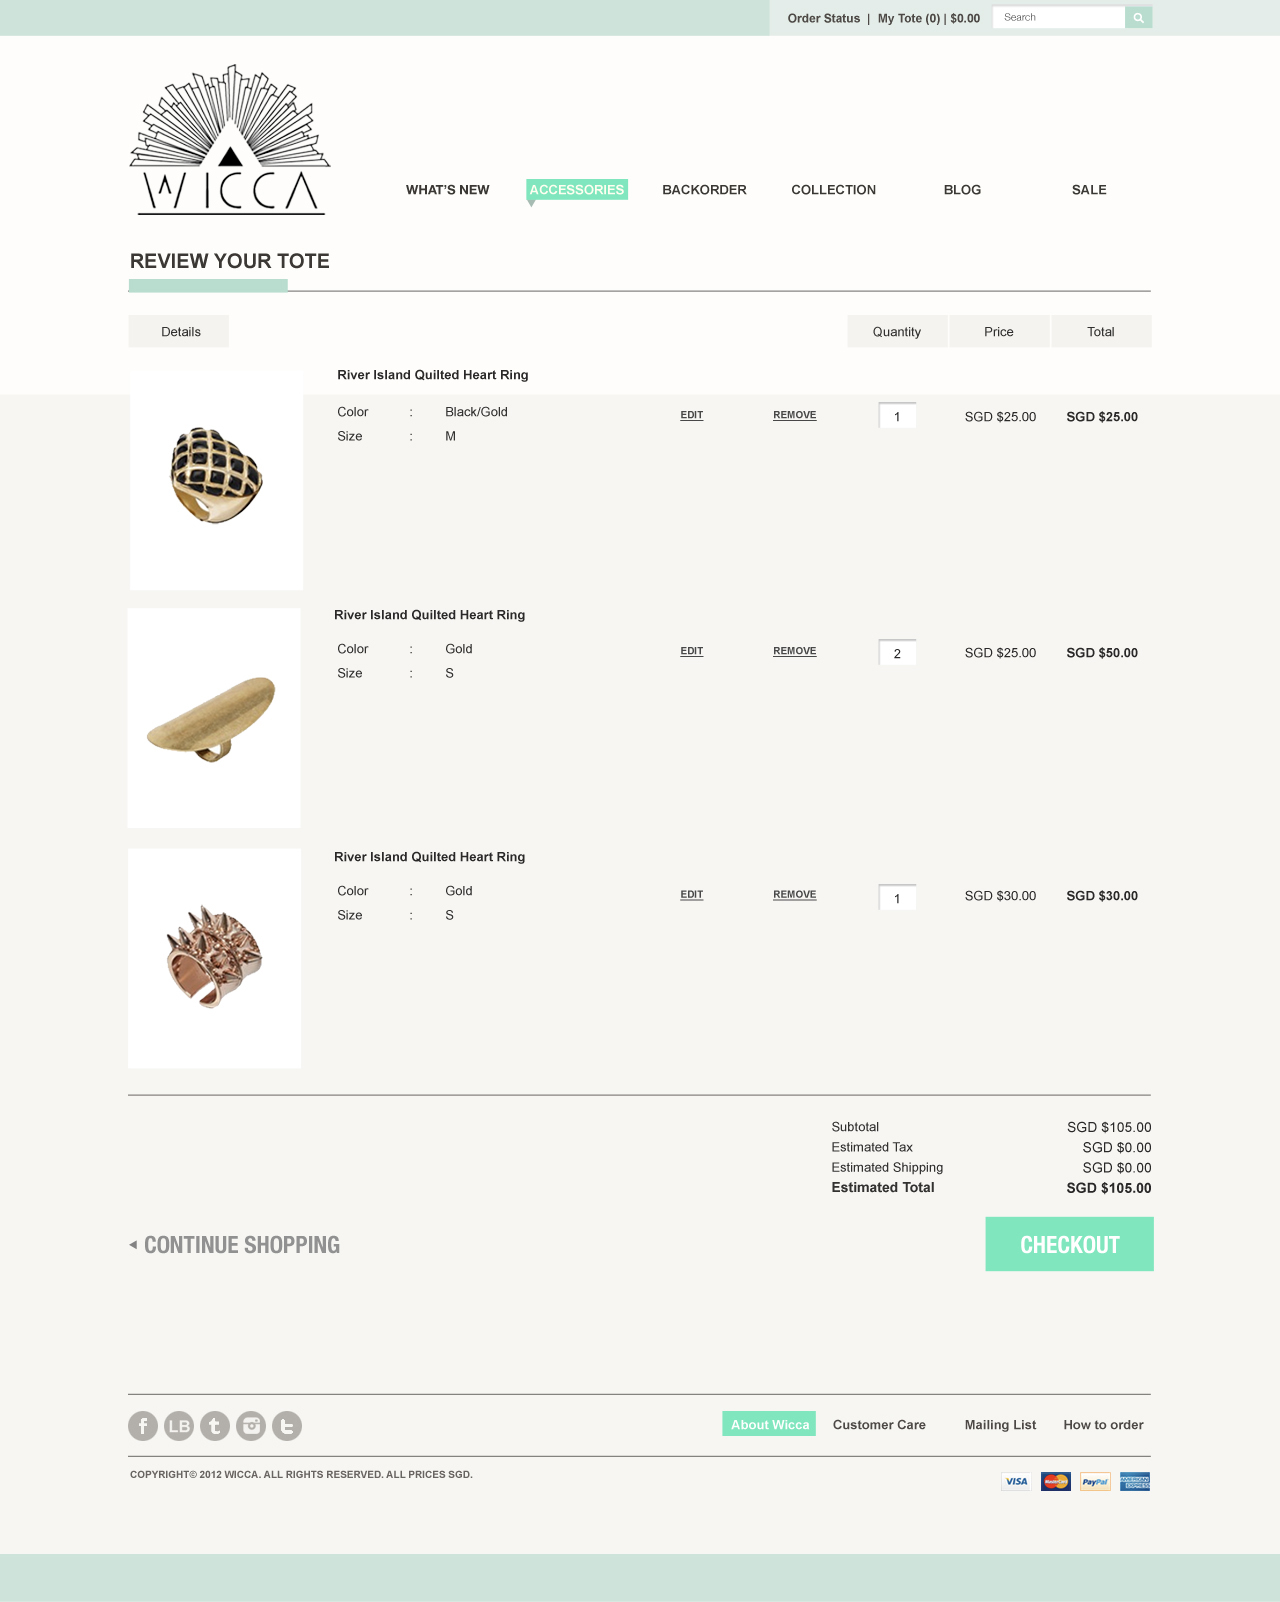 Order Status | My Tote (0) | $0.00 Search
WICCA
WHAT'S NEW ACCESSORIES BACKORDER COLLECTION BLOG SALE
REVIEW YOUR TOTE
Details Quantity Price Total
River Island Quilted Heart Ring
Color : Black/Gold EDIT REMOVE 1 SGD $25.00 SGD $25.00
Size : M
River Island Quilted Heart Ring
Color : Gold EDIT REMOVE 2 SGD $25.00 SGD $50.00
Size : S
River Island Quilted Heart Ring
Color : Gold EDIT REMOVE 1 SGD $30.00 SGD $30.00
Size : S
Subtotal SGD $105.00
Estimated Tax SGD $0.00
Estimated Shipping SGD $0.00
Estimated Total SGD $105.00
CONTINUE SHOPPING CHECKOUT
f LB t t About Wicca Customer Care Mailing List How to order
COPYRIGHT© 2012 WICCA. ALL RIGHTS RESERVED. ALL PRICES SGD. VISA MasterCard PayPal AMERICAN EXPRESS